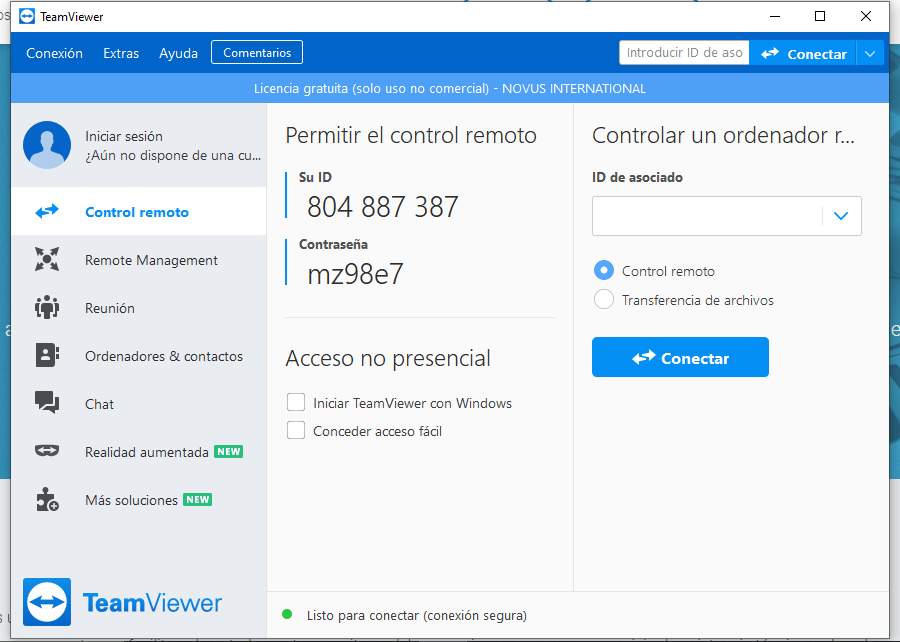 TeamViewer
Conexión Extras Ayuda Comentarios Introducir ID de aso Conectar
Licencia gratuita (solo uso no comercial) - NOVUS INTERNATIONAL
Iniciar sesión
¿Aún no dispone de una cu...
Control remoto
Remote Management
Reunión
Ordenadores & contactos
Chat
Realidad aumentada NEW
Más soluciones NEW
TeamViewer
Permitir el control remoto
Su ID
804 887 387
Contraseña
mz98e7
Acceso no presencial
Iniciar TeamViewer con Windows
Conceder acceso fácil
Controlar un ordenador r...
ID de asociado
Control remoto
Transferencia de archivos
Conectar
Listo para conectar (conexión segura)